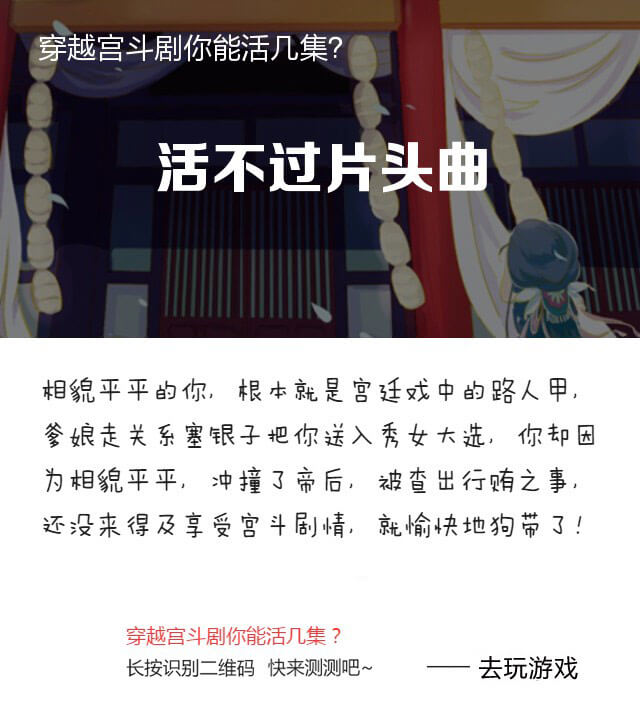 穿越宫斗剧你能活几集?
活不过片头曲
相貌平平的你, 根本就是宫廷戏中的路人甲,
爹娘走关系塞银子把你送入秀女大选, 你却因
为相貌平平, 冲撞了帝后, 被查出行贿之事,
还没来得及享受宫斗剧情, 就愉快地狗带了!
穿越宫斗剧你能活几集？
长按识别二维码 快来测测吧~
—— 去玩游戏